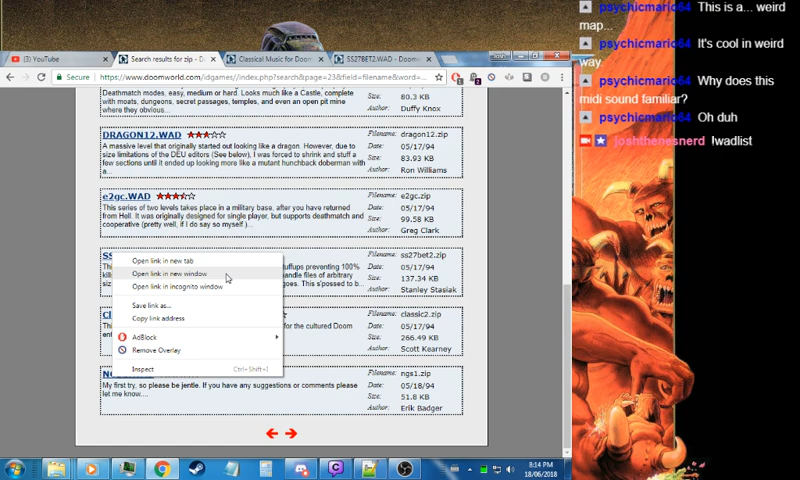 YouTube
Search results for zip - D
Classical Music for Doom
SS27BET2.WAD - Doomw
Secure
https://www.doomworld.com/idgames//index.php?search&page=23&field=filename&word=...
Deathmatch modes, easy, medium or hard. Looks much like a Castle, complete
with moats, dungeons, secret passages, temples, and even an open pit mine
where they obvious...
Size: 80.3 KB
Author: Duffy Knox
DRAGON12.WAD
A massive level that originally started out looking like a dragon. However, due to
size limitations of the DEU editors (See below), I was forced to shrink and stuff a
few sections until it ended up looking more like a mutant hunchback doberman with
a...
Filename: dragon12.zip
Date: 05/17/94
Size: 83.93 KB
Author: Ron Williams
e2gc.WAD
This series of two levels takes place in a military base, after you have returned
from Hell. It was originally designed for single player, but supports deathmatch and
cooperative (pretty well, if I do say so myself )...
Filename: e2gc.zip
Date: 05/17/94
Size: 99.58 KB
Author: Greg Clark
SS
tuffups preventing 100%
kill
handle files of arbitrary
goes. This s'possed to b...
Filename: ss27bet2.zip
Date: 05/17/94
Size: 137.34 KB
Author: Stanley Stasiak
Open link in new tab
Open link in new window
Open link in incognito window
Save link as...
Copy link address
AdBlock
Remove Overlay
Inspect
Ctrl+Shift+I
for the cultured Doom
Filename: classic2.zip
Date: 05/17/94
Size: 266.49 KB
Author: Scott Kearney
My first try, so please be jentle. If you have any suggestions or comments please
let me know....
Filename: ngs1.zip
Date: 05/18/94
Size: 51.8 KB
Author: Erik Badger
8:14 PM
18/06/2018
psychicmario64 This is a... weird
map...
psychicmario64 It's cool in weird
way.
psychicmario64 Why does this
midi sound familiar?
psychicmario64 Oh duh
joshthenesnerd !wadlist